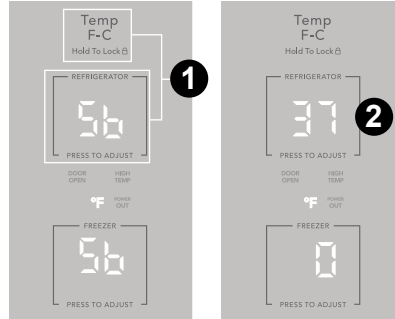 Temp
F-C
Hold To Lock
REFRIGERATOR
Sb
PRESS TO ADJUST
DOOR OPEN
HIGH TEMP
°F
POWER OUT
FREEZER
Sb
PRESS TO ADJUST
1
Temp
F-C
Hold To Lock
REFRIGERATOR
37
PRESS TO ADJUST
DOOR OPEN
HIGH TEMP
°F
POWER OUT
FREEZER
0
PRESS TO ADJUST
2